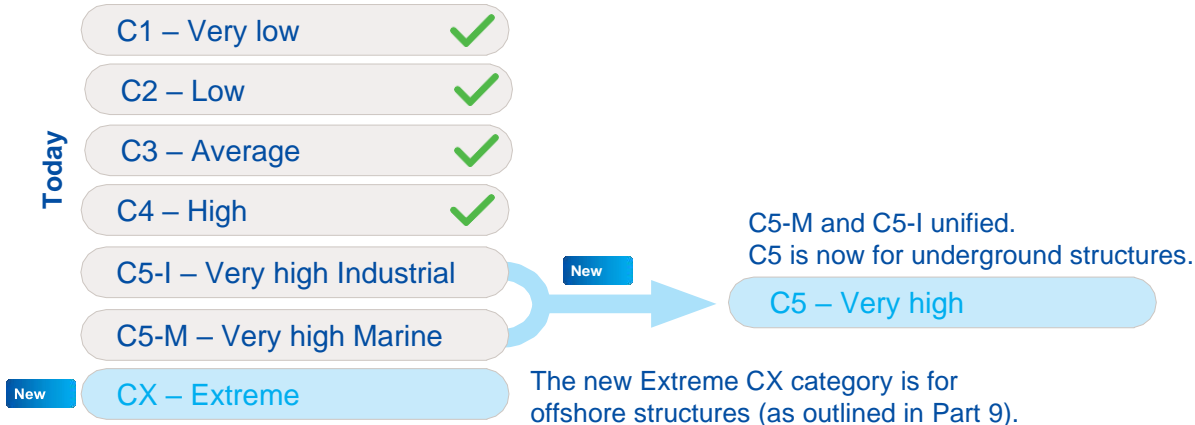 Today
C1 – Very low
C2 – Low
C3 – Average
C4 – High
C5-I – Very high Industrial
C5-M – Very high Marine
New
CX – Extreme
New
C5-M and C5-I unified.
C5 is now for underground structures.
C5 – Very high
The new Extreme CX category is for
offshore structures (as outlined in Part 9).